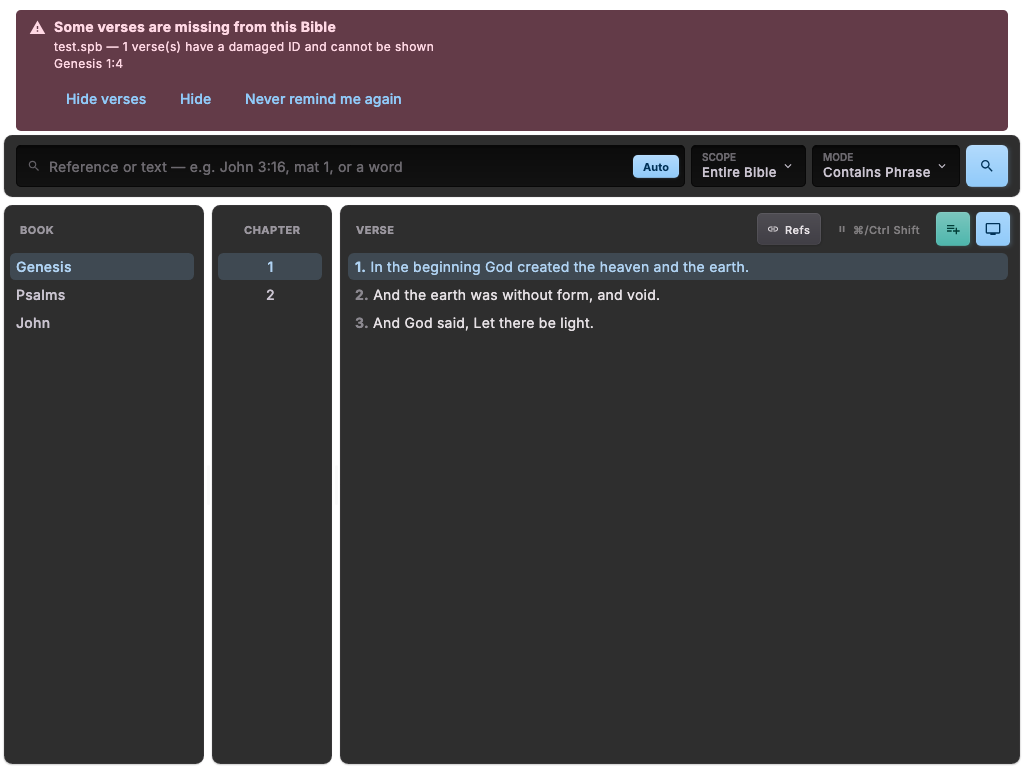 Some verses are missing from this Bible
test.spb — 1 verse(s) have a damaged ID and cannot be shown
Genesis 1:4
Hide verses Hide Never remind me again
Reference or text — e.g. John 3:16, mat 1, or a word
Auto
SCOPE
Entire Bible
MODE
Contains Phrase
BOOK
Genesis
Psalms
John
CHAPTER
1
2
VERSE
Refs
⌘/Ctrl Shift
1. In the beginning God created the heaven and the earth.
2. And the earth was without form, and void.
3. And God said, Let there be light.